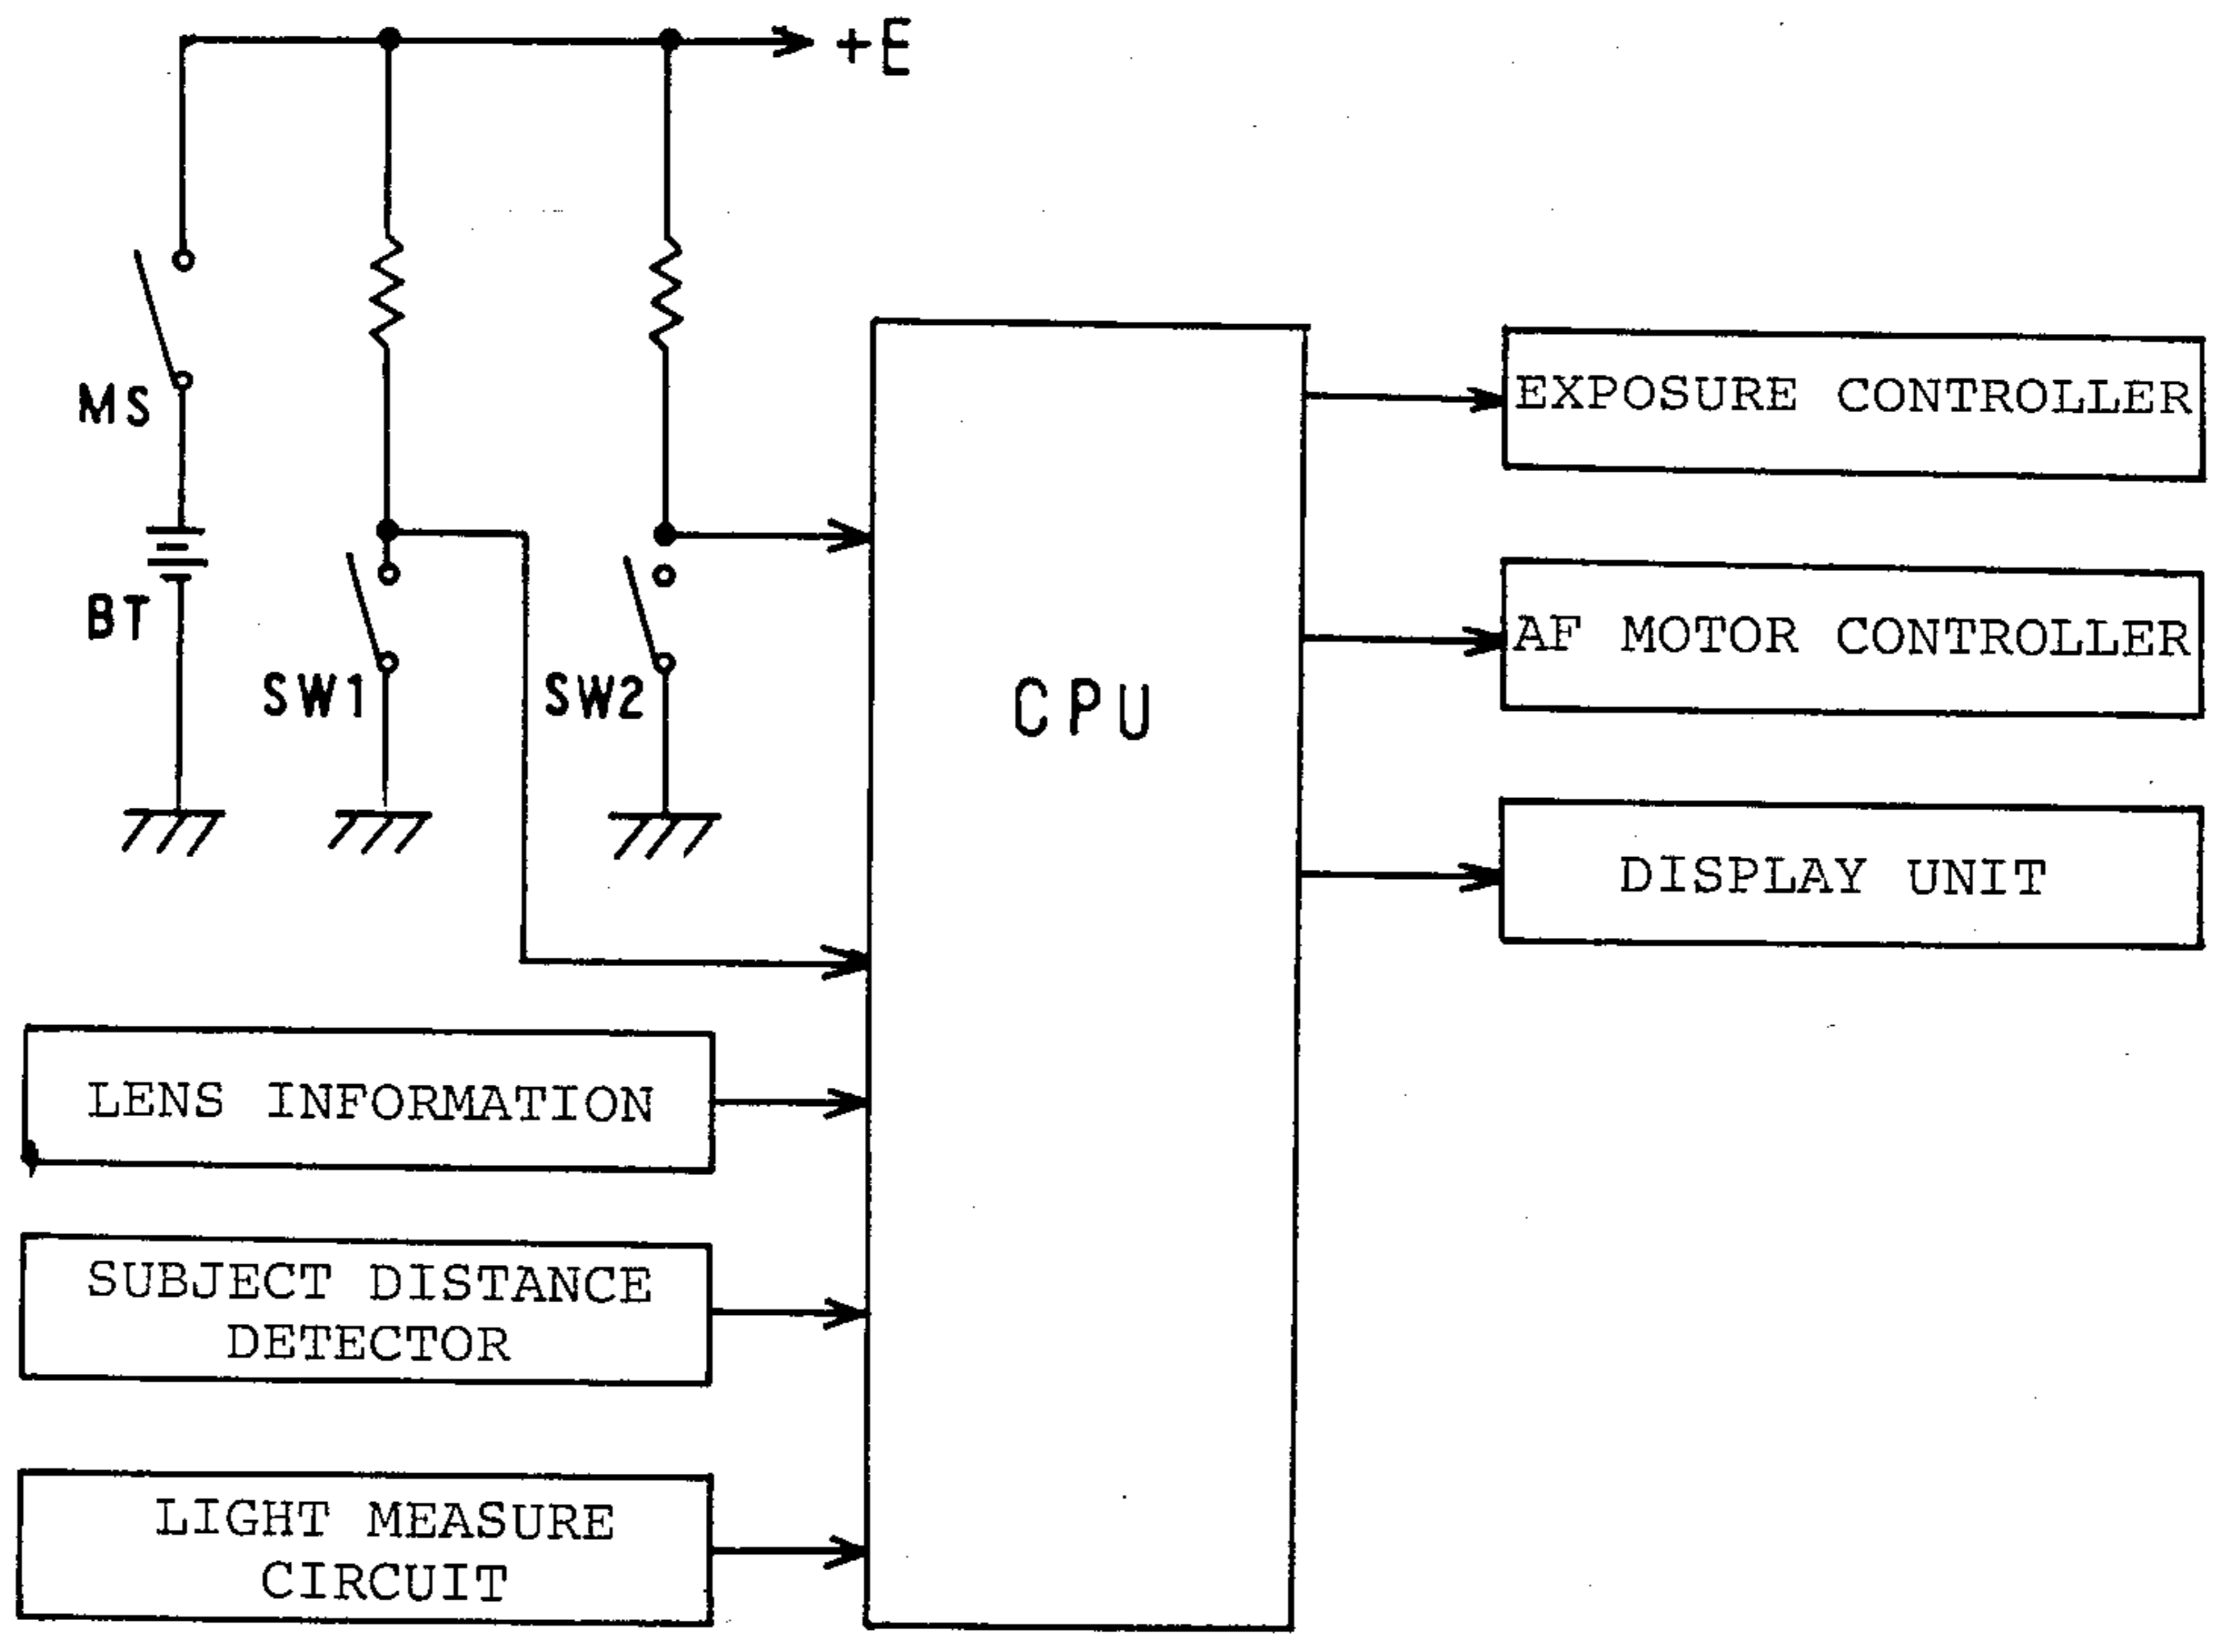 +E
MS
BT
SW1
SW2
CPU
EXPOSURE CONTROLLER
AF MOTOR CONTROLLER
DISPLAY UNIT
LENS INFORMATION
SUBJECT DISTANCE
DETECTOR
LIGHT MEASURE
CIRCUIT